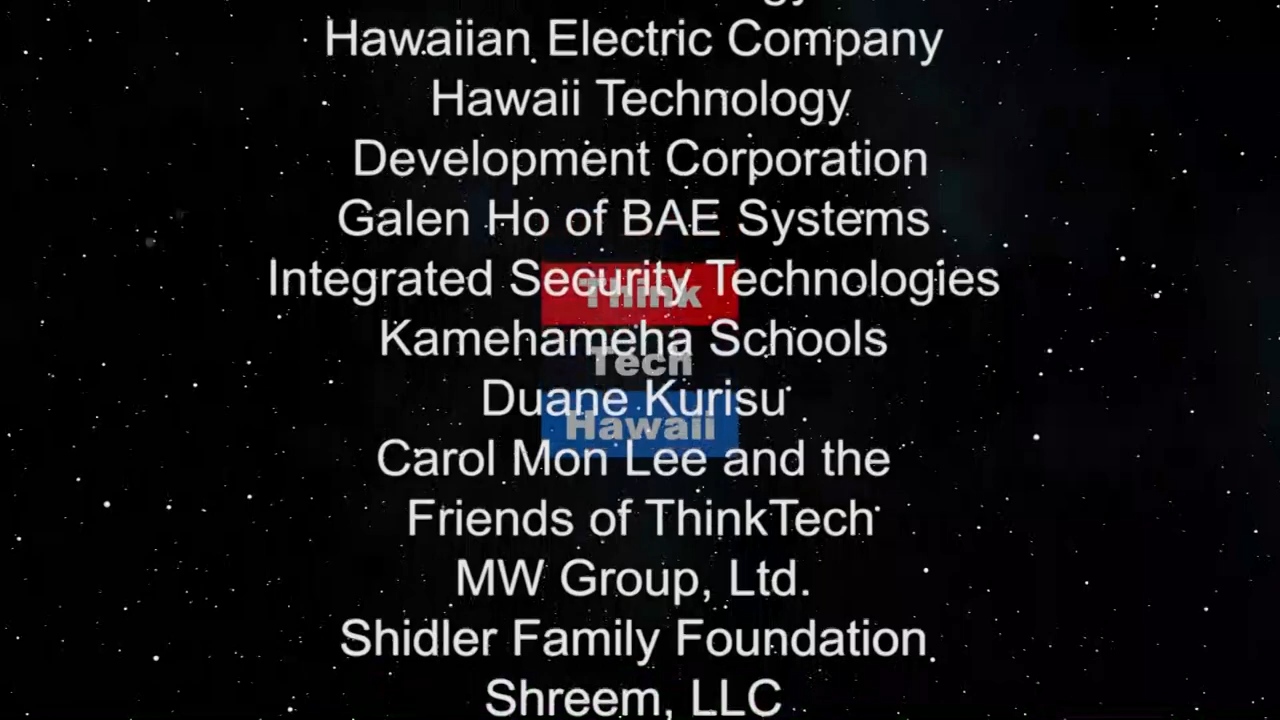 Hawaiian Electric Company
Hawaii Technology
Development Corporation
Galen Ho of BAE Systems
Integrated Security Technologies
Think
Kamehameha Schools
Tech
Duane Kurisu
Hawaii
Carol Mon Lee and the
Friends of ThinkTech
MW Group, Ltd.
Shidler Family Foundation
Shreem, LLC